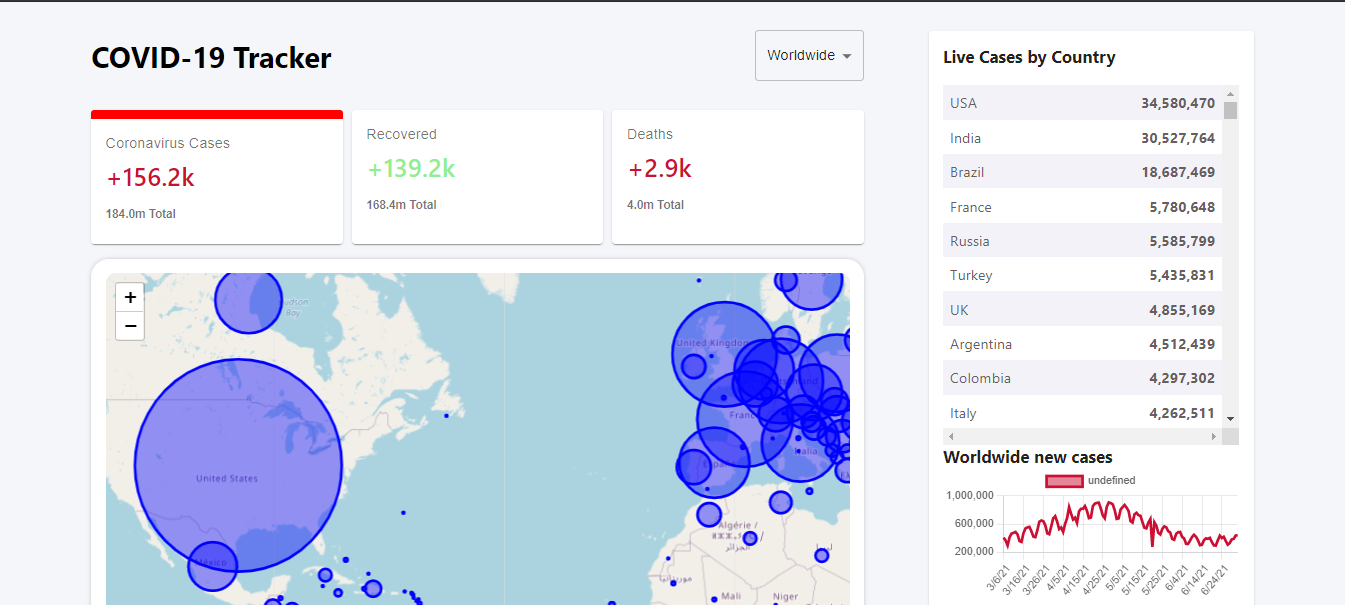 COVID-19 Tracker
Worldwide
Coronavirus Cases
+156.2k
184.0m Total
Recovered
+139.2k
168.4m Total
Deaths
+2.9k
4.0m Total
+
−
Hudson
Bay
United Kingdom
Deutschland
France
España
Italia
United States
México
Algérie /
الجزائر
موريتانيا
ليبيا
Mali
Niger
Live Cases by Country
USA 34,580,470
India 30,527,764
Brazil 18,687,469
France 5,780,648
Russia 5,585,799
Turkey 5,435,831
UK 4,855,169
Argentina 4,512,439
Colombia 4,297,302
Italy 4,262,511
Worldwide new cases
undefined
1,000,000
600,000
200,000
3/6/21 3/16/21 3/26/21 4/5/21 4/15/21 4/25/21 5/5/21 5/15/21 5/25/21 6/4/21 6/14/21 6/24/21